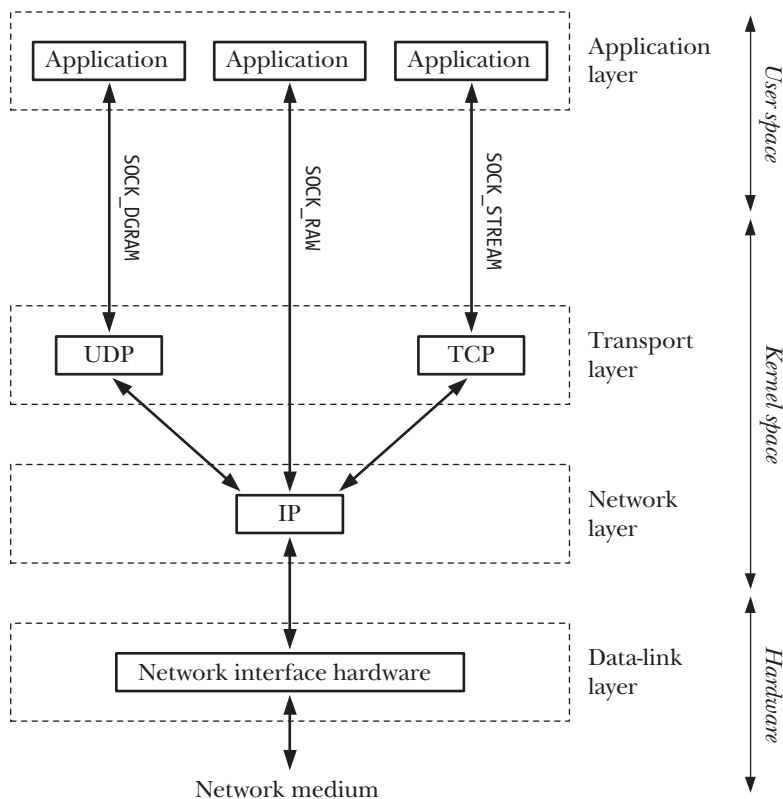 Application
Application
Application
Application
layer
User space
SOCK_DGRAM
SOCK_RAW
SOCK_STREAM
UDP
TCP
Transport
layer
Kernel space
IP
Network
layer
Network interface hardware
Data-link
layer
Hardware
Network medium